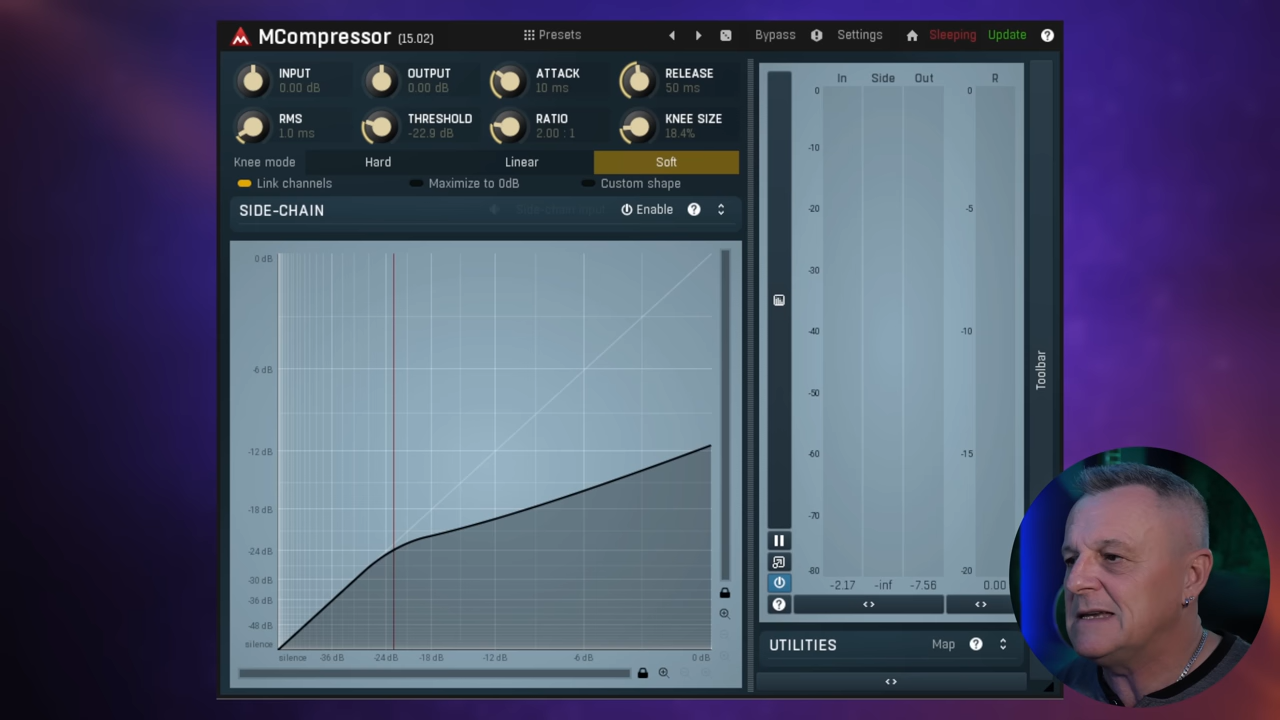 MCompressor (15.02)
Presets
Bypass
Settings
Sleeping
Update
?
INPUT
0.00 dB
OUTPUT
0.00 dB
ATTACK
10 ms
RELEASE
50 ms
RMS
1.0 ms
THRESHOLD
-22.9 dB
RATIO
2.00 : 1
KNEE SIZE
18.4%
Knee mode
Hard
Linear
Soft
Link channels
Maximize to 0dB
Custom shape
SIDE-CHAIN
Enable
?
0 dB
-6 dB
-12 dB
-18 dB
-24 dB
-30 dB
-36 dB
-48 dB
silence
silence
-36 dB
-24 dB
-18 dB
-12 dB
-6 dB
0 dB
In
Side
Out
R
0
-10
-20
-30
-40
-50
-60
-70
-80
0
-5
-10
-15
-20
-2.17
-inf
-7.56
0.00
?
Toolbar
UTILITIES
Map
?